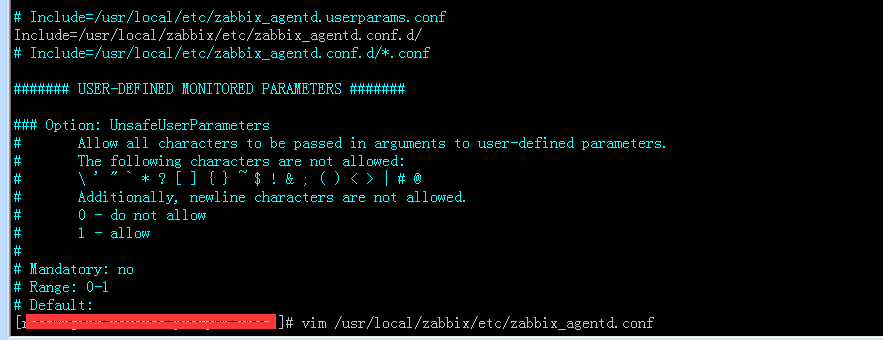 # Include=/usr/local/etc/zabbix_agentd.userparams.conf
Include=/usr/local/zabbix/etc/zabbix_agentd.conf.d/
# Include=/usr/local/etc/zabbix_agentd.conf.d/*.conf
####### USER-DEFINED MONITORED PARAMETERS #######
### Option: UnsafeUserParameters
#       Allow all characters to be passed in arguments to user-defined parameters.
#       The following characters are not allowed:
#       \ ' " ` * ? [ ] { } ~ $ ! & ; ( ) < > | # @
#       Additionally, newline characters are not allowed.
#       0 - do not allow
#       1 - allow
#
# Mandatory: no
# Range: 0-1
# Default:
[ ]# vim /usr/local/zabbix/etc/zabbix_agentd.conf